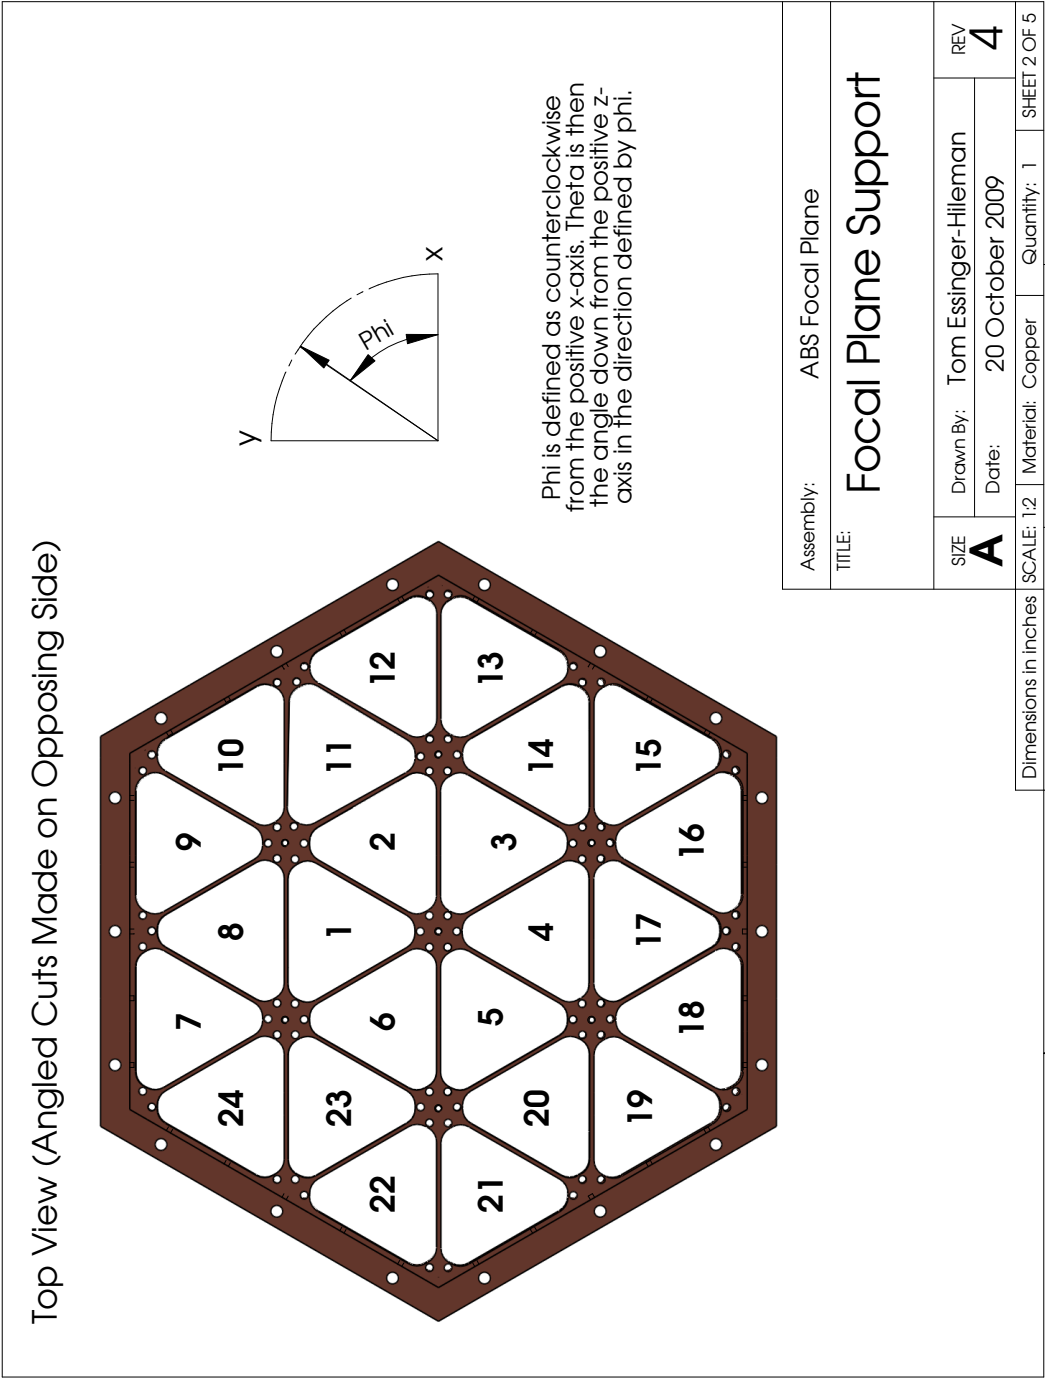 Top View (Angled Cuts Made on Opposing Side)
9
10
7
8
11
12
24
1
2
13
23
6
3
14
22
5
4
15
21
20
17
16
19
18
y
Phi
x
Phi is defined as counterclockwise
from the positive x-axis. Theta is then
the angle down from the positive z-
axis in the direction defined by phi.
Assembly: ABS Focal Plane
TITLE:
Focal Plane Support
SIZE
A
Drawn By: Tom Essinger-Hileman
Date: 20 October 2009
REV
4
Dimensions in inches SCALE: 1:2 Material: Copper Quantity: 1 SHEET 2 OF 5